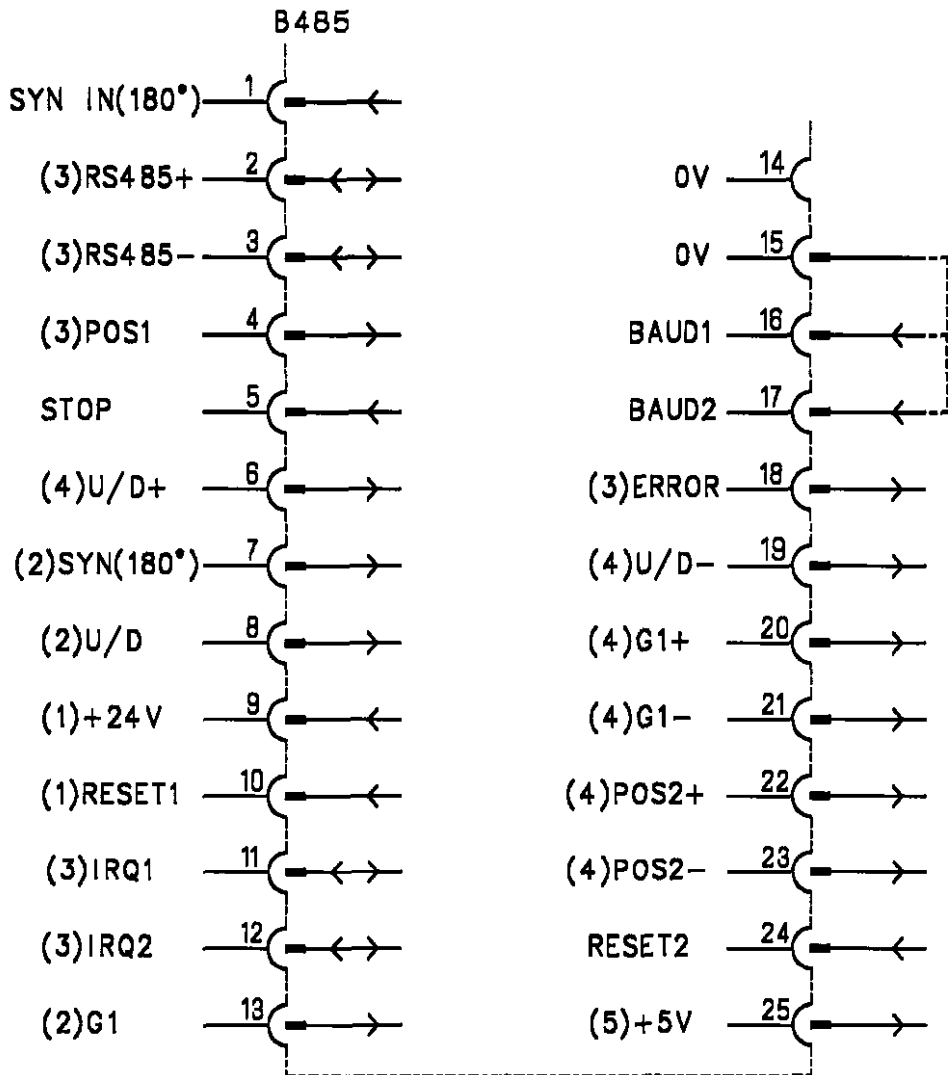 B485
SYN IN(180°) 1
(3)RS485+ 2
(3)RS485- 3
(3)POS1 4
STOP 5
(4)U/D+ 6
(2)SYN(180°) 7
(2)U/D 8
(1)+24V 9
(1)RESET1 10
(3)IRQ1 11
(3)IRQ2 12
(2)G1 13
0V 14
0V 15
BAUD1 16
BAUD2 17
(3)ERROR 18
(4)U/D- 19
(4)G1+ 20
(4)G1- 21
(4)POS2+ 22
(4)POS2- 23
RESET2 24
(5)+5V 25